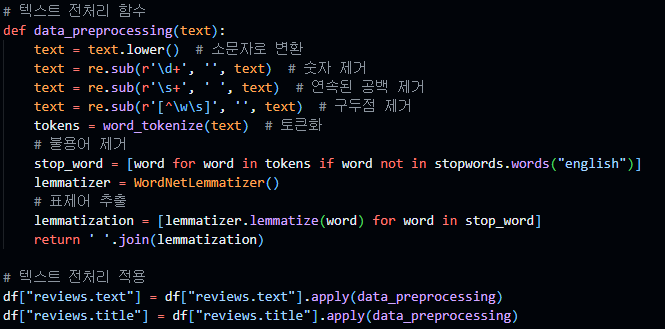 # 텍스트 전처리 함수
def data_preprocessing(text):
    text = text.lower()  # 소문자로 변환
    text = re.sub(r'\d+', '', text)  # 숫자 제거
    text = re.sub(r'\s+', ' ', text)  # 연속된 공백 제거
    text = re.sub(r'[^\w\s]', '', text)  # 구두점 제거
    tokens = word_tokenize(text)  # 토큰화
    # 불용어 제거
    stop_word = [word for word in tokens if word not in stopwords.words("english")]
    lemmatizer = WordNetLemmatizer()
    # 표제어 추출
    lemmatization = [lemmatizer.lemmatize(word) for word in stop_word]
    return ' '.join(lemmatization)

# 텍스트 전처리 적용
df["reviews.text"] = df["reviews.text"].apply(data_preprocessing)
df["reviews.title"] = df["reviews.title"].apply(data_preprocessing)